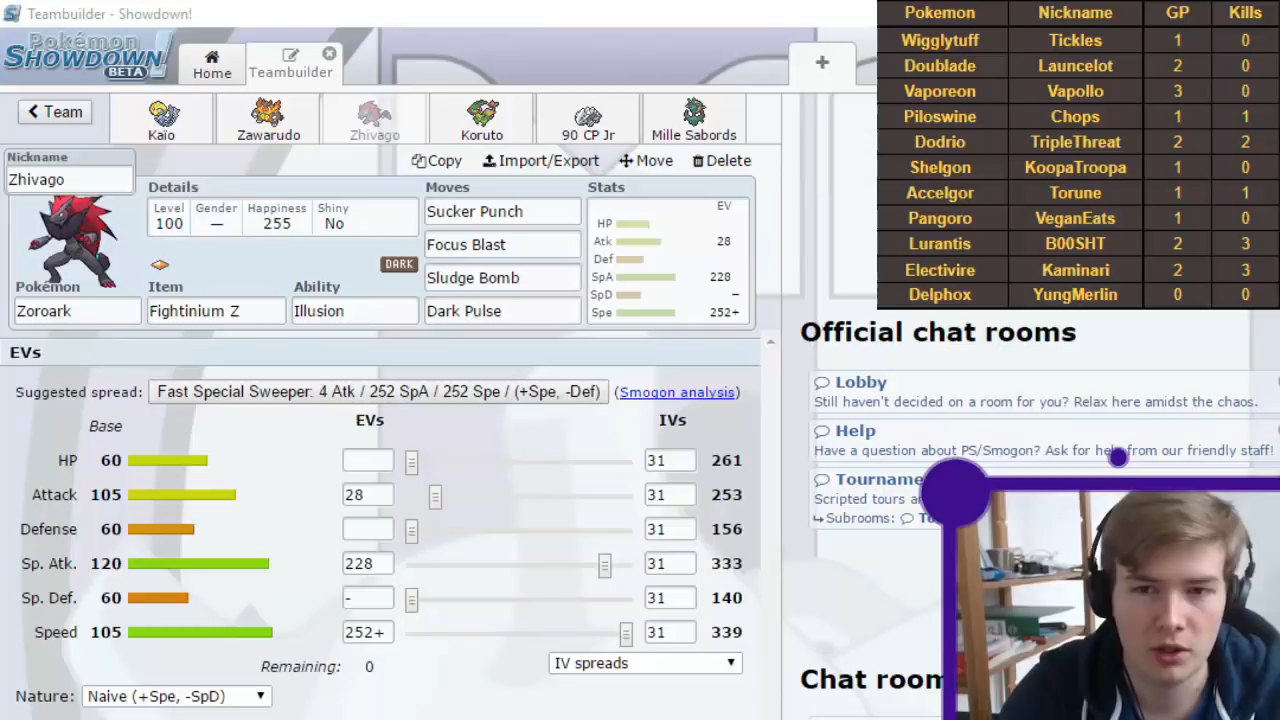 Teambuilder - Showdown!
Pokémon
SHOWDOWN!
BETA
Home
Teambuilder
+
< Team
Kaïo
Zawarudo
Zhivago
Koruto
90 CP Jr
Mille Sabords
Copy
Import/Export
Move
Delete
Nickname
Zhivago
Details
Level Gender Happiness Shiny
100 — 255 No
DARK
Pokémon
Zoroark
Item
Fightinium Z
Ability
Illusion
Moves
Sucker Punch
Focus Blast
Sludge Bomb
Dark Pulse
Stats
EV
HP
Atk 28
Def
SpA 228
SpD –
Spe 252+
EVs
Suggested spread: Fast Special Sweeper: 4 Atk / 252 SpA / 252 Spe / (+Spe, -Def) (Smogon analysis)
Base EVs IVs
HP 60 31 261
Attack 105 28 31 253
Defense 60 31 156
Sp. Atk. 120 228 31 333
Sp. Def. 60 - 31 140
Speed 105 252+ 31 339
Remaining: 0
IV spreads
Nature: Naive (+Spe, -SpD)
Pokemon Nickname GP Kills
Wigglytuff Tickles 1 0
Doublade Launcelot 2 0
Vaporeon Vapollo 3 0
Piloswine Chops 1 1
Dodrio TripleThreat 2 2
Shelgon KoopaTroopa 1 0
Accelgor Torune 1 1
Pangoro VeganEats 1 0
Lurantis B00SHT 2 3
Electivire Kaminari 2 3
Delphox YungMerlin 0 0
Official chat rooms
Lobby
Still haven't decided on a room for you? Relax here amidst the chaos.
Help
Have a question about PS/Smogon? Ask for help from our friendly staff!
Tourname
Scripted tours
Subrooms:
Chat room